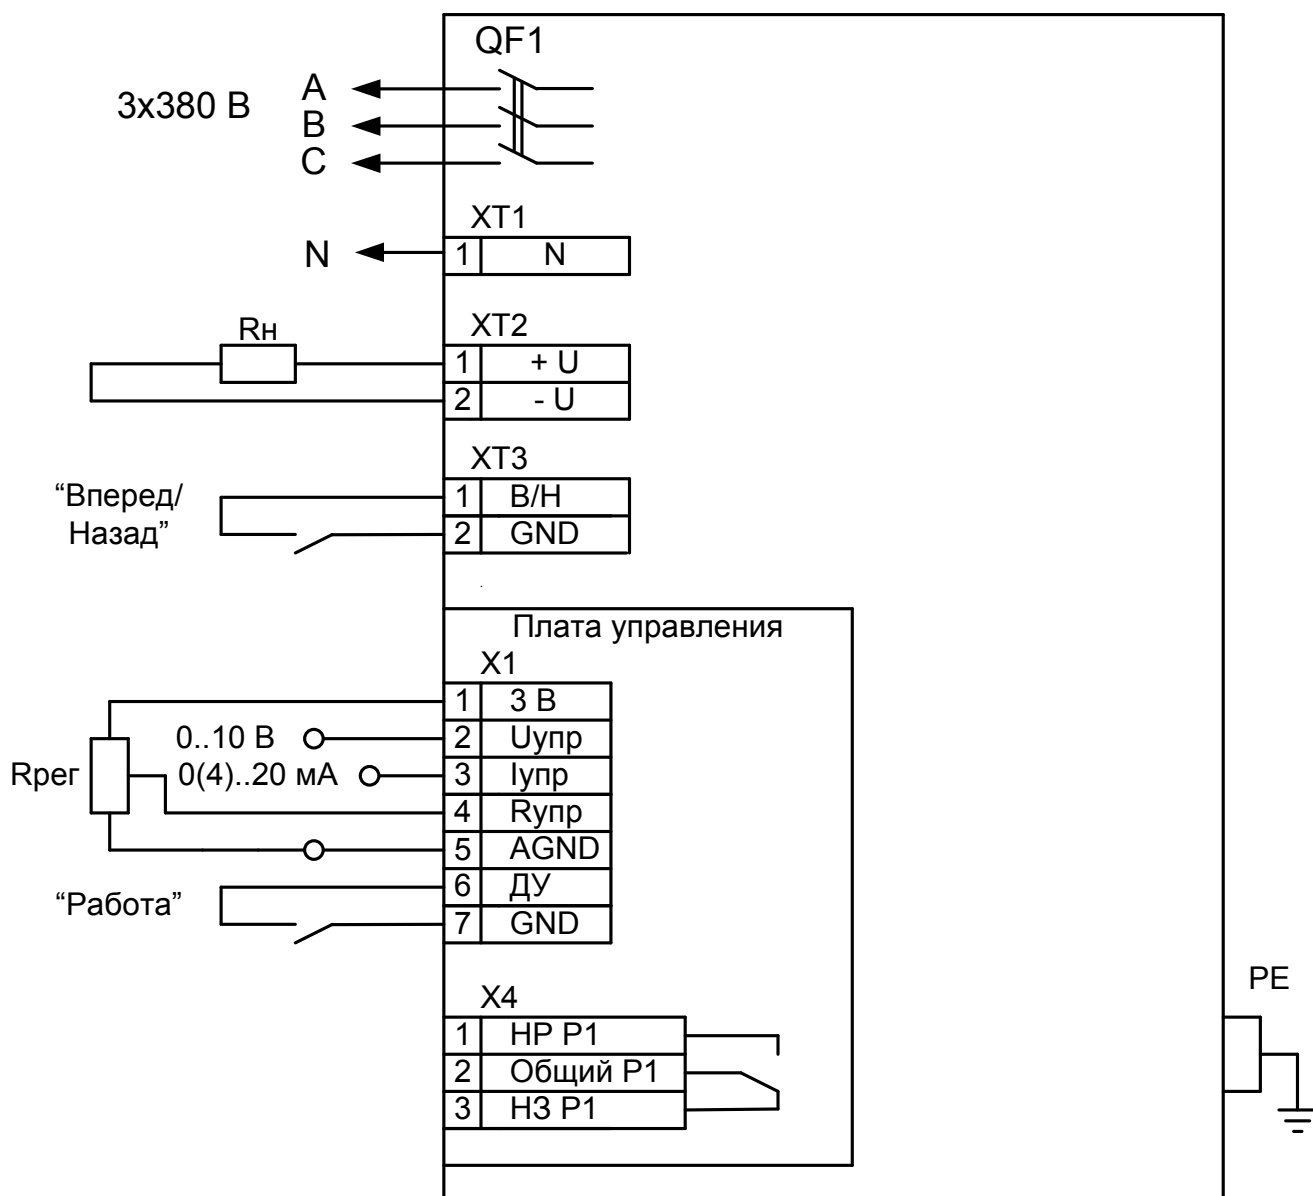 QF1
3x380 В
A
B
C
XT1
N
1 N
Rн
XT2
1 + U
2 - U
XT3
“Вперед/
Назад”
1 В/Н
2 GND
Плата управления
X1
1 3 В
0..10 В 2 Uупр
Rрег 0(4)..20 мА 3 Iупр
4 Rупр
5 AGND
“Работа” 6 ДУ
7 GND
X4
PE
1 НР Р1
2 Общий Р1
3 НЗ Р1